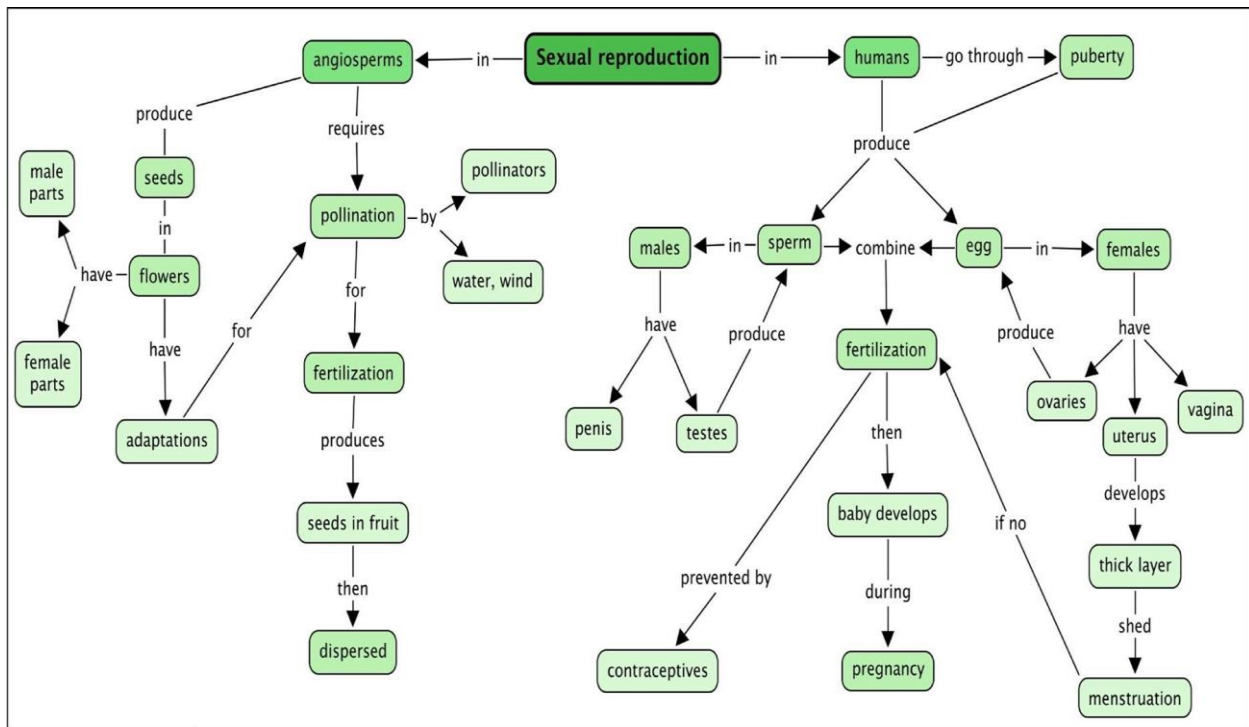 Sexual reproduction
in
angiosperms
in
humans
go through
puberty
produce
requires
produce
male
parts
seeds
pollinators
pollination
by
in
males
in
sperm
combine
egg
in
females
have
flowers
water, wind
for
for
have
produce
produce
have
female
parts
have
fertilization
fertilization
adaptations
penis
testes
ovaries
vagina
uterus
produces
then
develops
seeds in fruit
baby develops
if no
thick layer
then
prevented by
during
shed
dispersed
contraceptives
pregnancy
menstruation